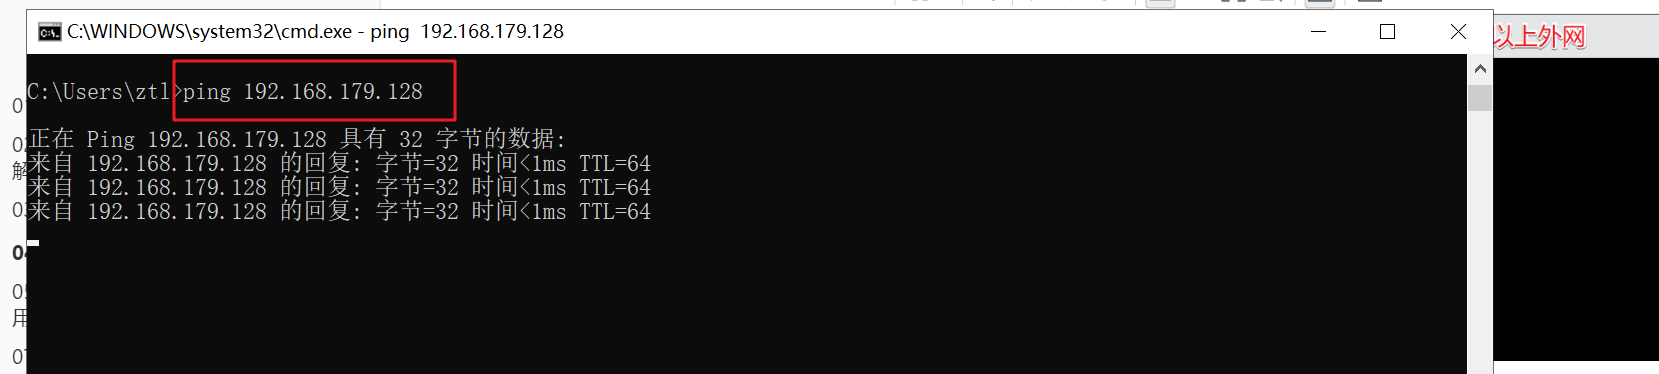 C:\WINDOWS\system32\cmd.exe - ping  192.168.179.128
以上外网
C:\Users\ztl>ping 192.168.179.128
正在 Ping 192.168.179.128 具有 32 字节的数据:
来自 192.168.179.128 的回复: 字节=32 时间<1ms TTL=64
来自 192.168.179.128 的回复: 字节=32 时间<1ms TTL=64
来自 192.168.179.128 的回复: 字节=32 时间<1ms TTL=64
解
用